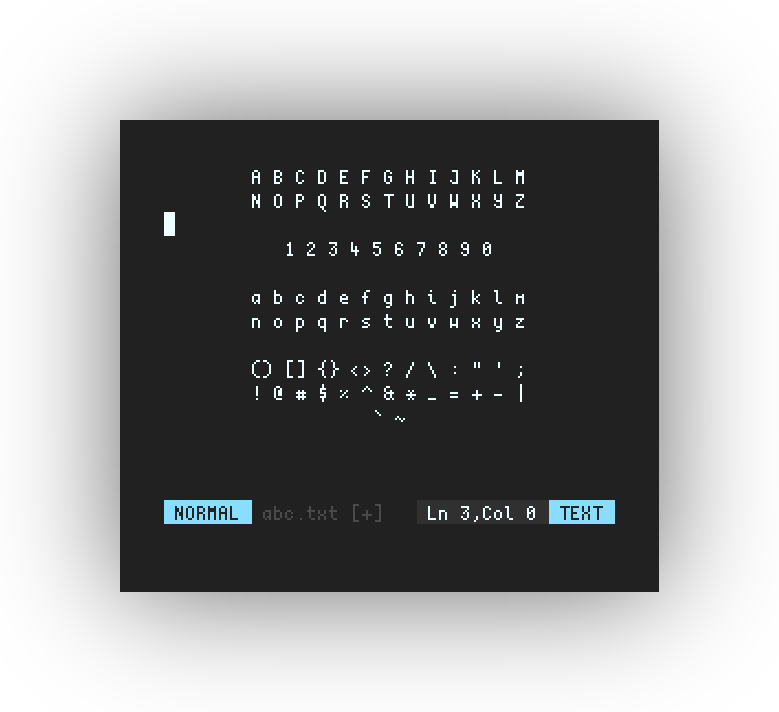 A B C D E F G H I J K L M
N O P Q R S T U V W X Y Z
1 2 3 4 5 6 7 8 9 0
a b c d e f g h i j k l m
n o p q r s t u v w x y z
() [] {} <> ? / \ : " ' ;
! @ # $ % ^ & * _ = + - |
` ~
NORMAL abc.txt [+] Ln 3,Col 0 TEXT